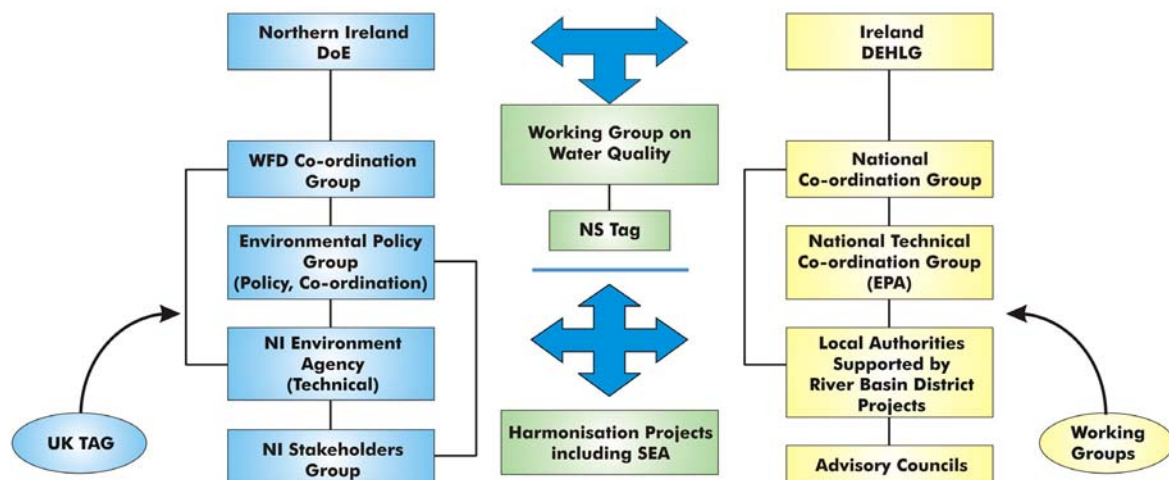 Northern Ireland
DoE
WFD Co-ordination
Group
Environmental Policy
Group
(Policy, Co-ordination)
NI Environment
Agency
(Technical)
NI Stakeholders
Group
UK TAG
Working Group on
Water Quality
NS Tag
Harmonisation Projects
including SEA
Ireland
DEHLG
National
Co-ordination Group
National Technical
Co-ordination Group
(EPA)
Local Authorities
Supported by
River Basin District
Projects
Advisory Councils
Working
Groups